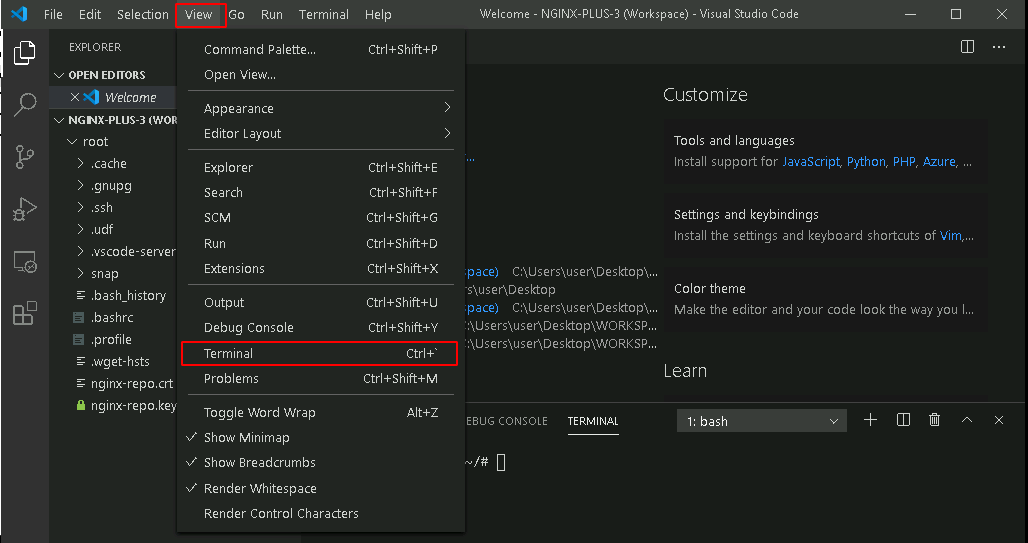 File Edit Selection View Go Run Terminal Help Welcome - NGINX-PLUS-3 (Workspace) - Visual Studio Code
EXPLORER
OPEN EDITORS
Welcome
NGINX-PLUS-3 (WOR
root
.cache
.gnupg
.ssh
.udf
.vscode-server
snap
.bash_history
.bashrc
.profile
.wget-hsts
nginx-repo.crt
nginx-repo.key
Command Palette... Ctrl+Shift+P
Open View...
Appearance
Editor Layout
Explorer Ctrl+Shift+E
Search Ctrl+Shift+F
SCM Ctrl+Shift+G
Run Ctrl+Shift+D
Extensions Ctrl+Shift+X
Output Ctrl+Shift+U
Debug Console Ctrl+Shift+Y
Terminal Ctrl+`
Problems Ctrl+Shift+M
Toggle Word Wrap Alt+Z
Show Minimap
Show Breadcrumbs
Render Whitespace
Render Control Characters
...
space) C:\Users\user\Desktop\...
rs\user\Desktop
space) C:\Users\user\Desktop\...
:\Users\user\Desktop\WORKSP...
:\Users\user\Desktop\WORKSP...
Customize
Tools and languages
Install support for JavaScript, Python, PHP, Azure, ...
Settings and keybindings
Install the settings and keyboard shortcuts of Vim,...
Color theme
Make the editor and your code look the way you l...
Learn
EBUG CONSOLE TERMINAL 1: bash
~/#